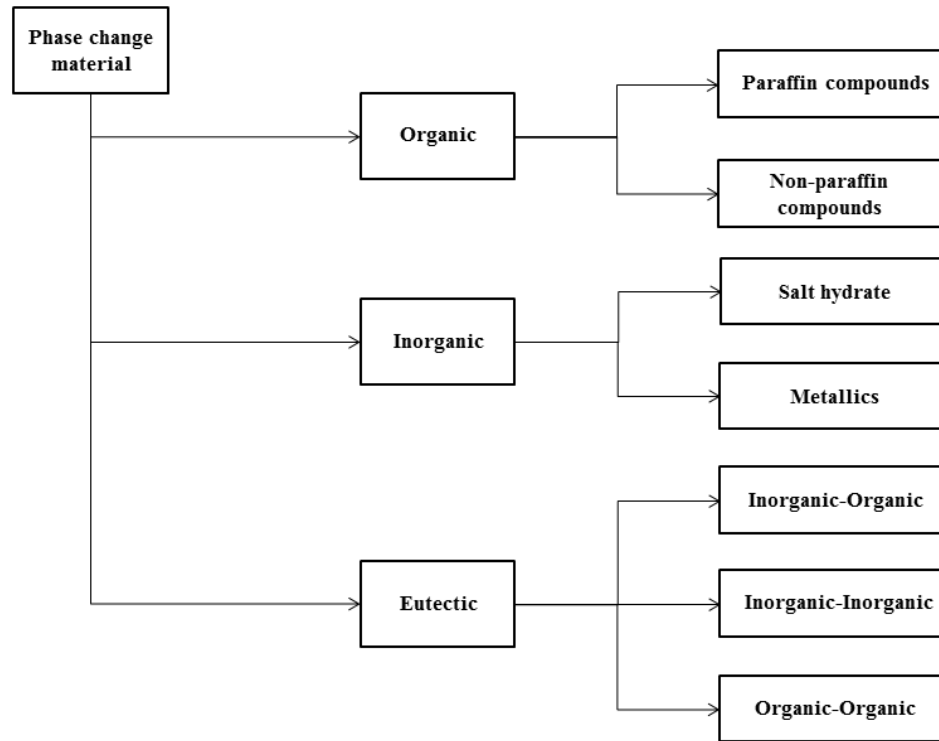 Phase change
material
Organic
Paraffin compounds
Non-paraffin
compounds
Inorganic
Salt hydrate
Metallics
Eutectic
Inorganic-Organic
Inorganic-Inorganic
Organic-Organic